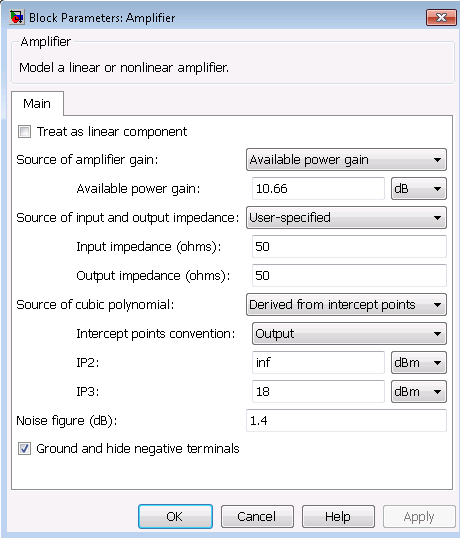 Block Parameters: Amplifier
Amplifier
Model a linear or nonlinear amplifier.
Main
Treat as linear component
Source of amplifier gain: Available power gain
Available power gain: 10.66 dB
Source of input and output impedance: User-specified
Input impedance (ohms): 50
Output impedance (ohms): 50
Source of cubic polynomial: Derived from intercept points
Intercept points convention: Output
IP2: inf dBm
IP3: 18 dBm
Noise figure (dB): 1.4
Ground and hide negative terminals
OK Cancel Help Apply